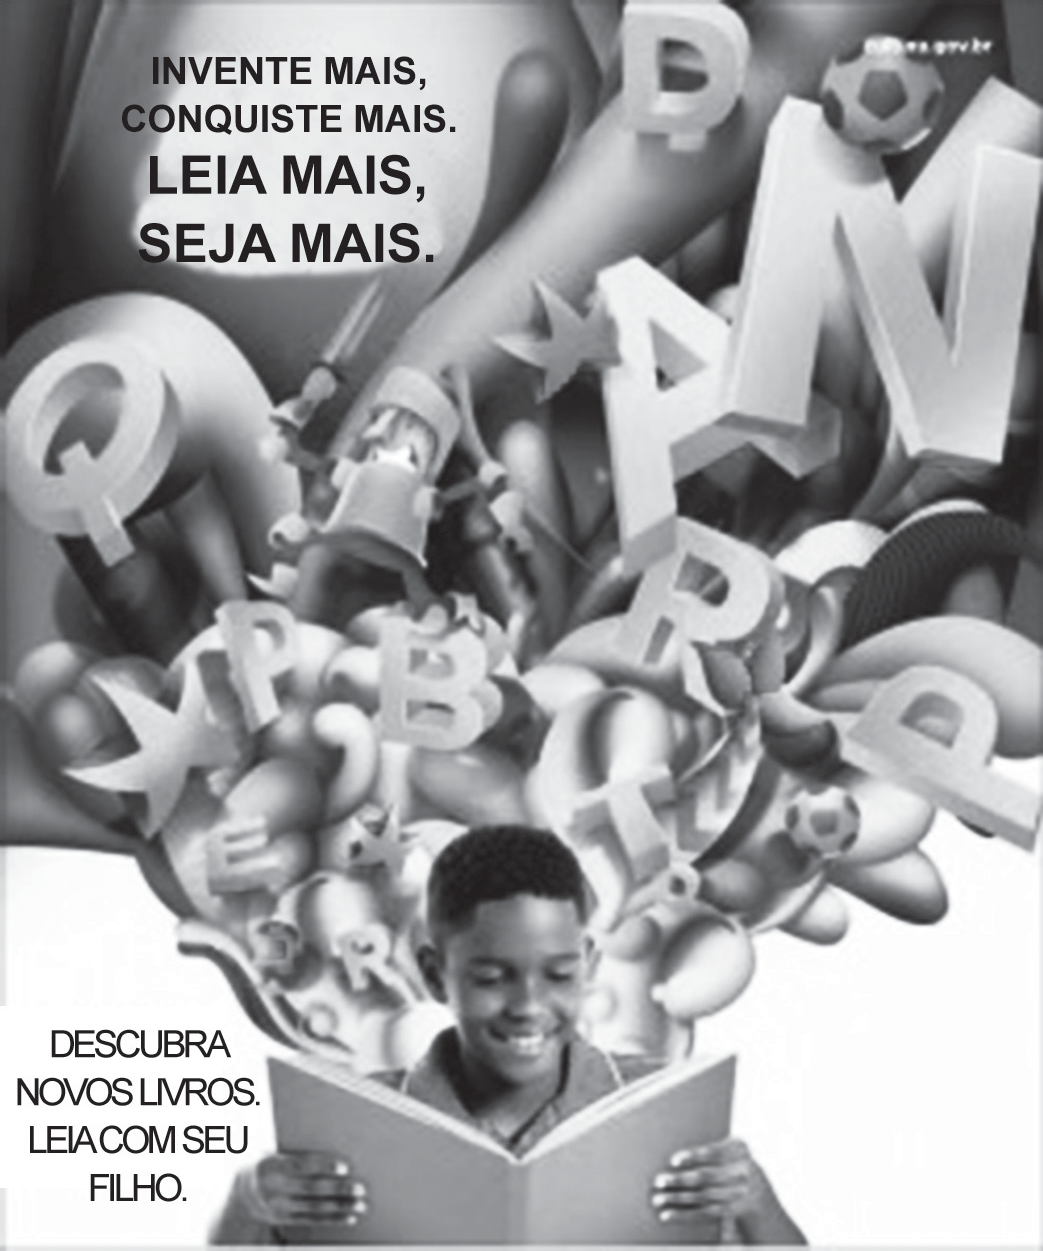 INVENTE MAIS,
CONQUISTE MAIS.
LEIA MAIS,
SEJA MAIS.
D
M
A
Q
R
P
B
P
T
E
R
DESCUBRA
NOVOS LIVROS.
LEIA COM SEU
FILHO.